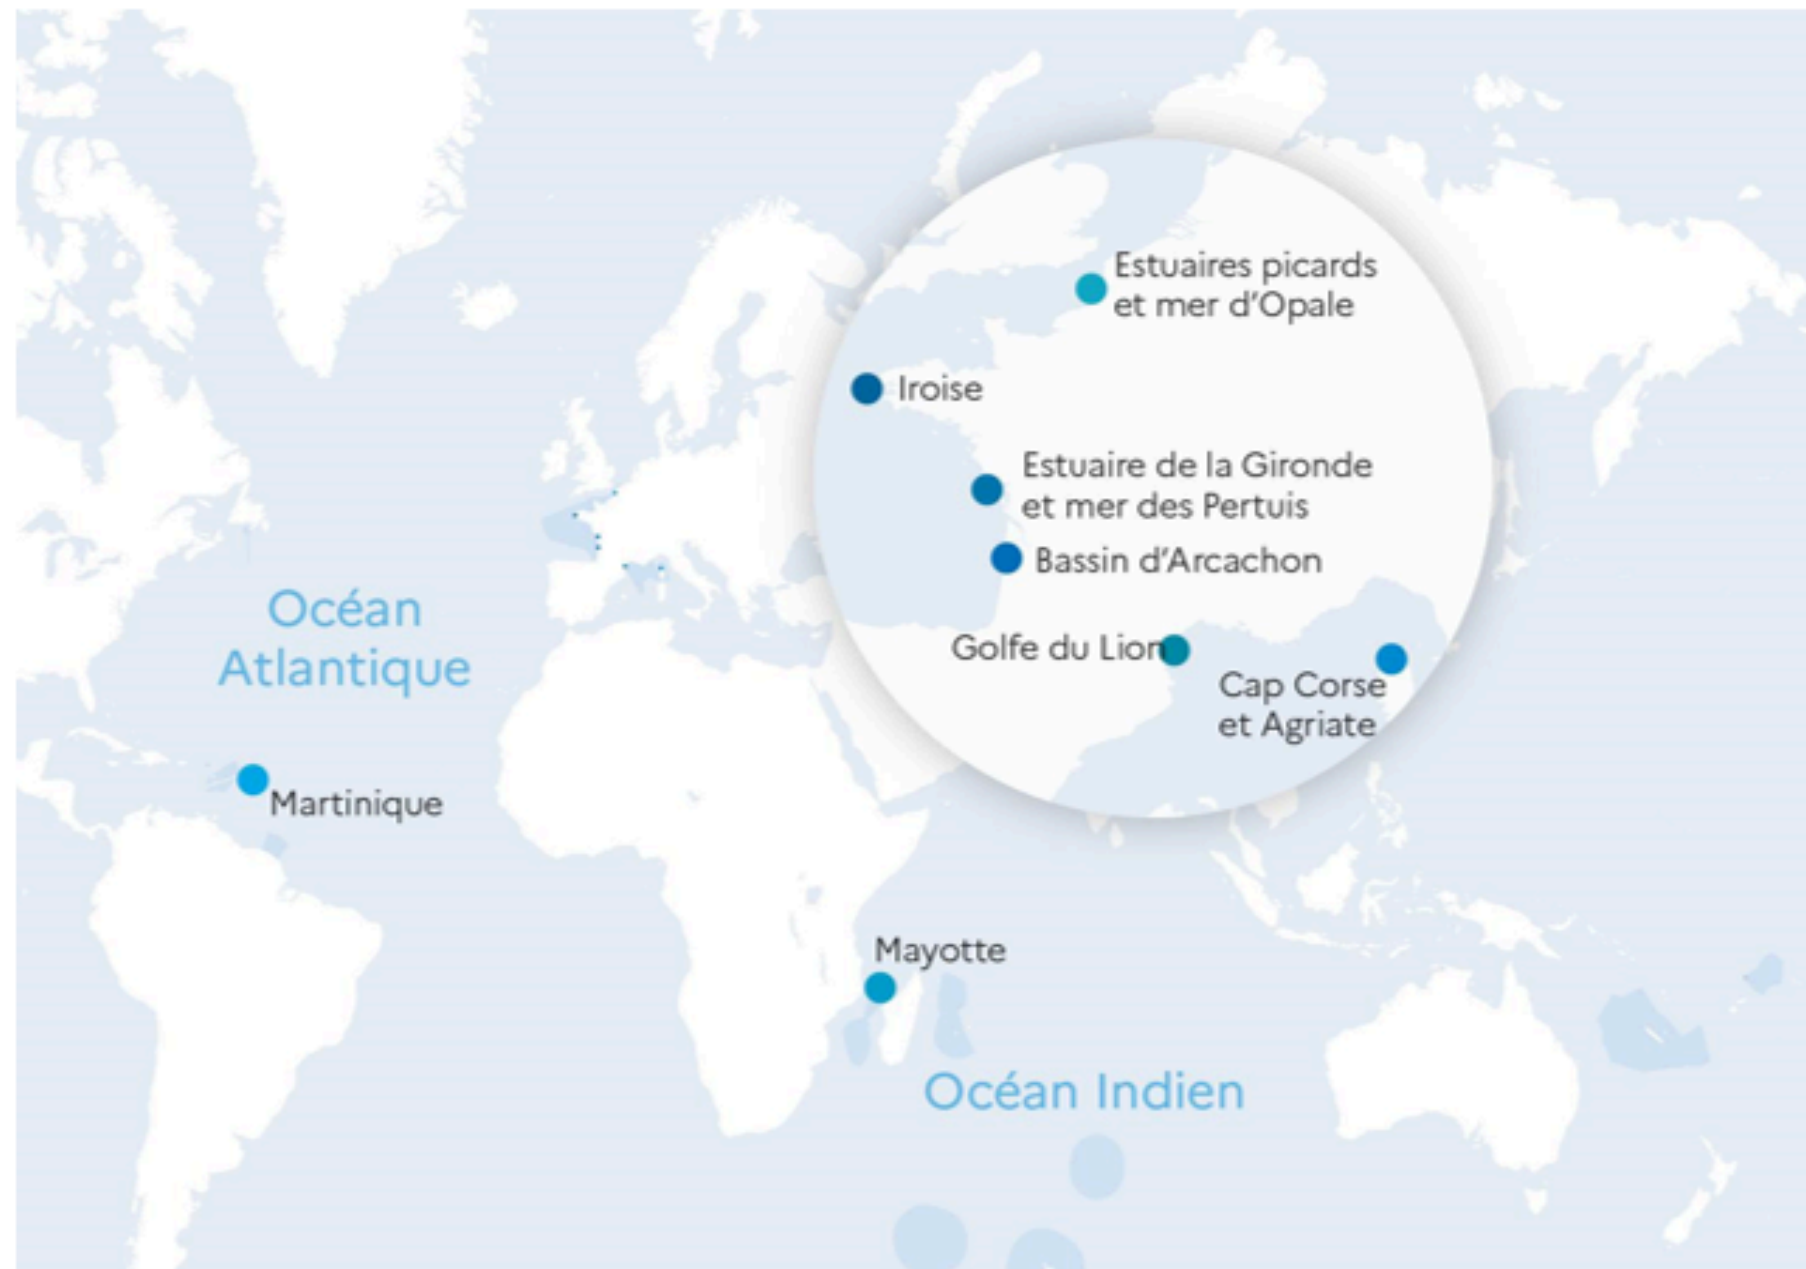 Estuaires picards
et mer d'Opale
Iroise
Estuaire de la Gironde
et mer des Pertuis
Bassin d'Arcachon
Golfe du Lion
Cap Corse
et Agriate
Océan
Atlantique
Martinique
Mayotte
Océan Indien